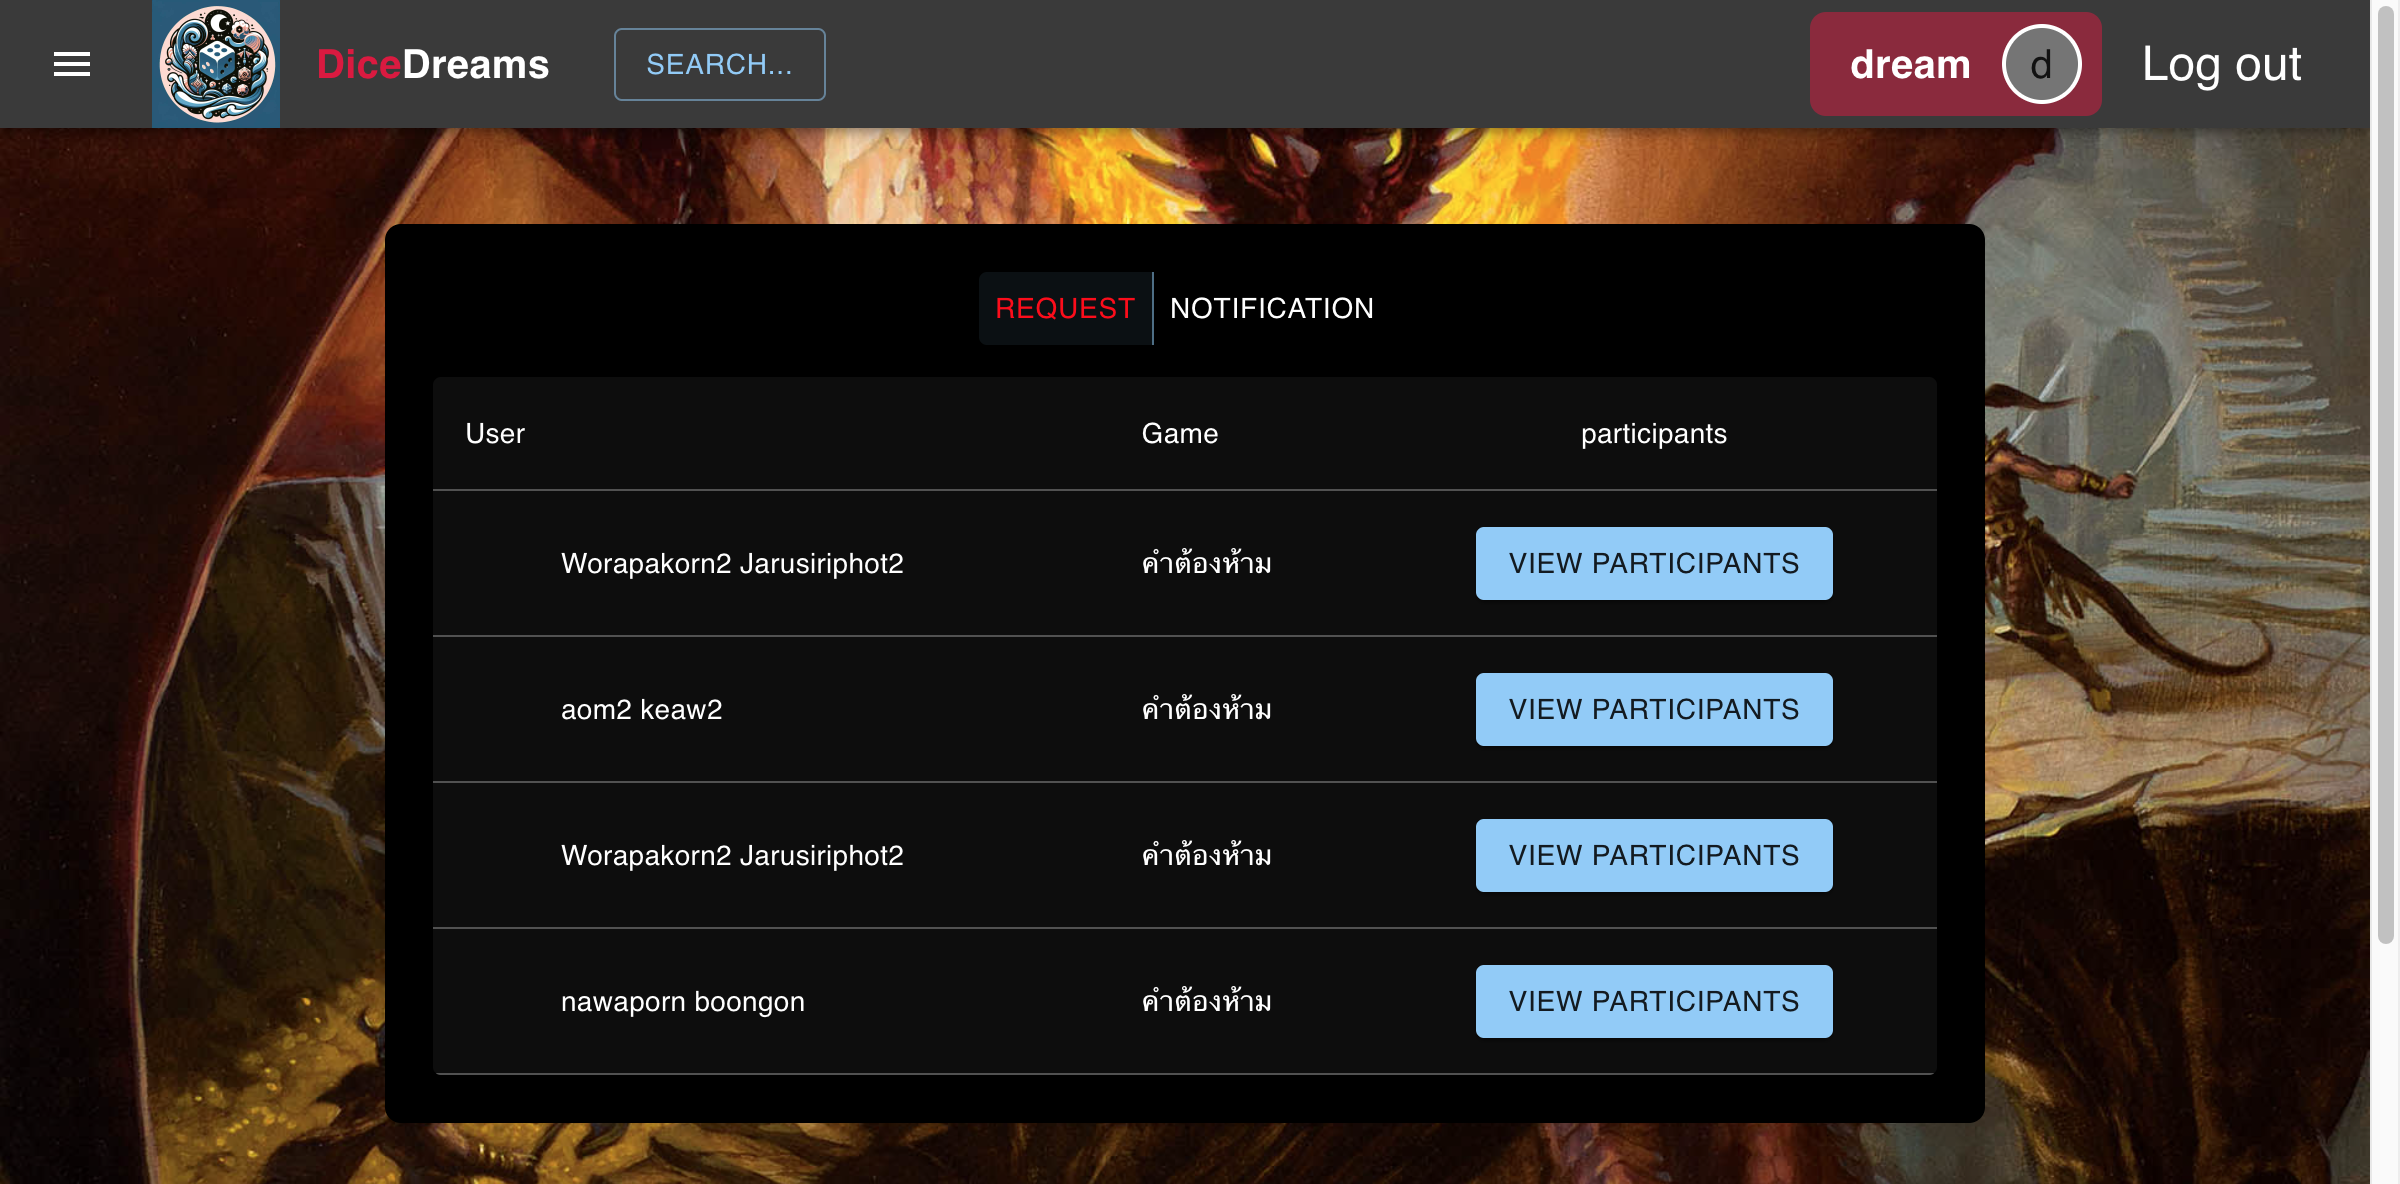 DiceDreams SEARCH... dream d Log out
REQUEST NOTIFICATION
User Game participants
Worapakorn2 Jarusiriphot2 คำต้องห้าม VIEW PARTICIPANTS
aom2 keaw2 คำต้องห้าม VIEW PARTICIPANTS
Worapakorn2 Jarusiriphot2 คำต้องห้าม VIEW PARTICIPANTS
nawaporn boongon คำต้องห้าม VIEW PARTICIPANTS